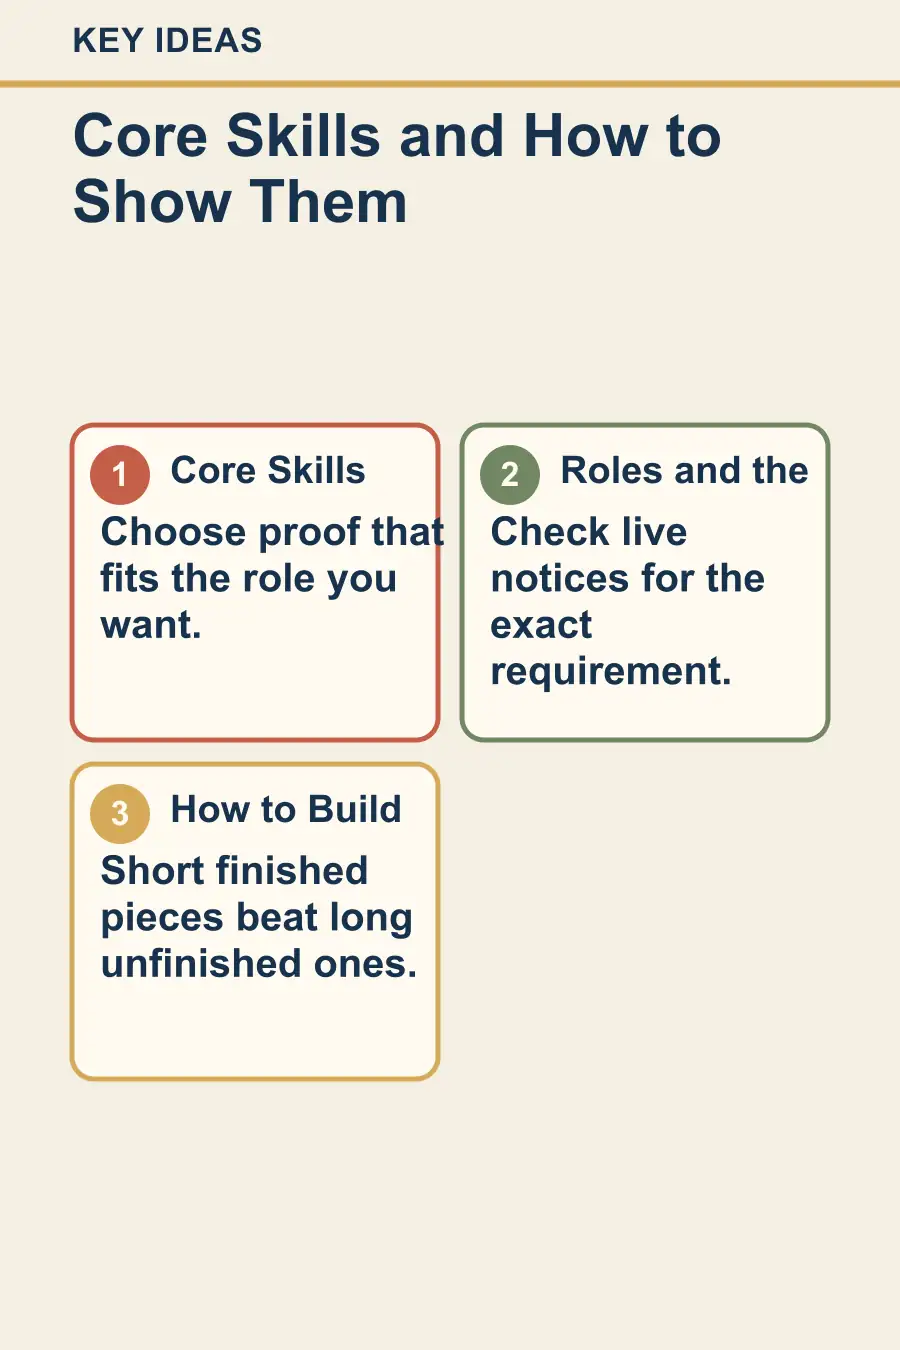 KEY IDEAS
Core Skills and How to
Show Them
1 Core Skills
Choose proof that
fits the role you
want.
2 Roles and the
Check live
notices for the
exact
requirement.
3 How to Build
Short finished
pieces beat long
unfinished ones.